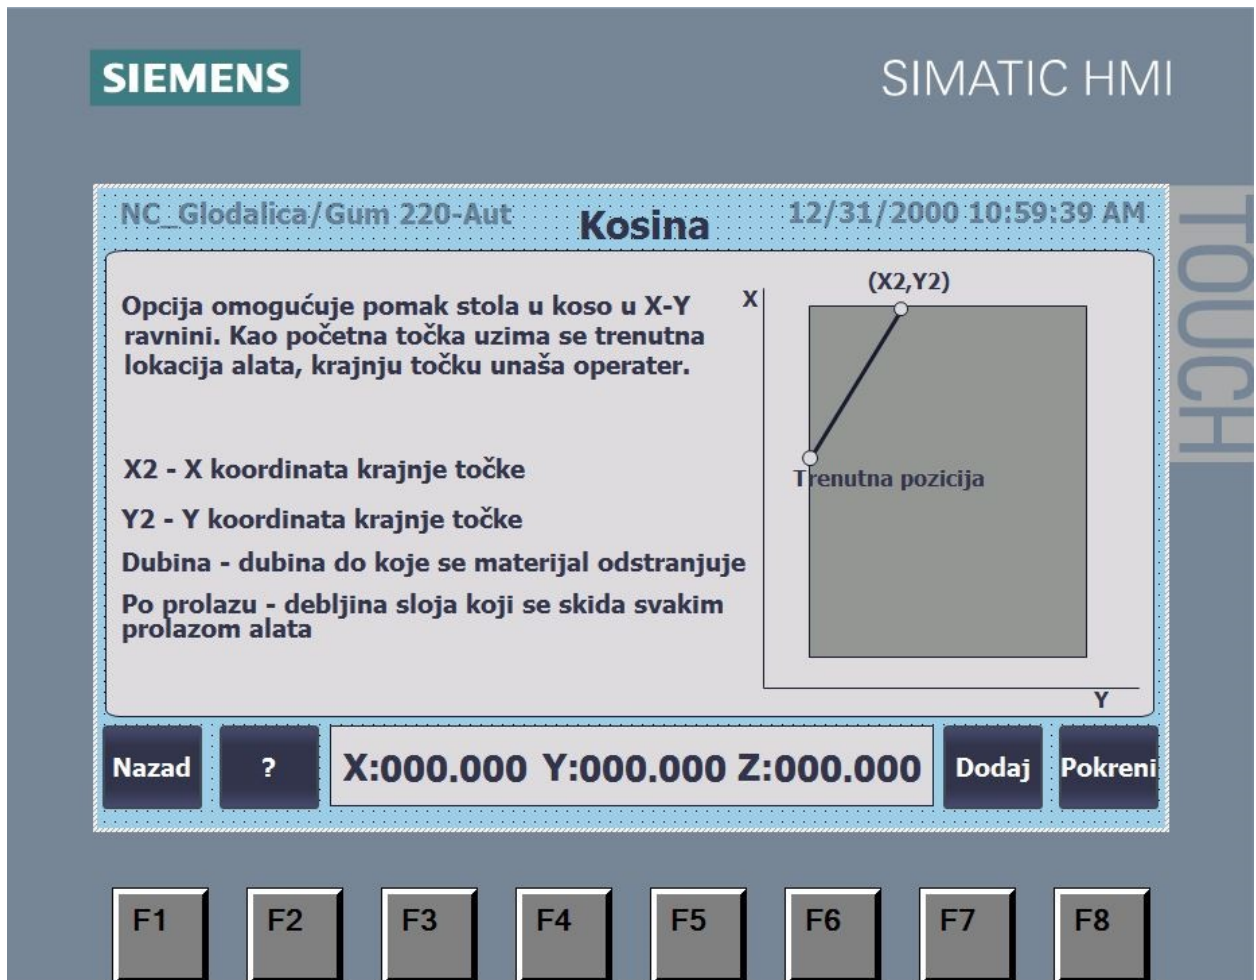 SIEMENS
SIMATIC HMI
TOUCH
NC_Glodalica/Gum 220-Aut
Kosina
12/31/2000 10:59:39 AM
Opcija omogućuje pomak stola u koso u X-Y
ravnini. Kao početna točka uzima se trenutna
lokacija alata, krajnju točku unaša operater.
X2 - X koordinata krajnje točke
Y2 - Y koordinata krajnje točke
Dubina - dubina do koje se materijal odstranjuje
Po prolazu - debljina sloja koji se skida svakim
prolazom alata
X
(X2,Y2)
Trenutna pozicija
Y
Nazad
?
X:000.000 Y:000.000 Z:000.000
Dodaj
Pokreni
F1
F2
F3
F4
F5
F6
F7
F8